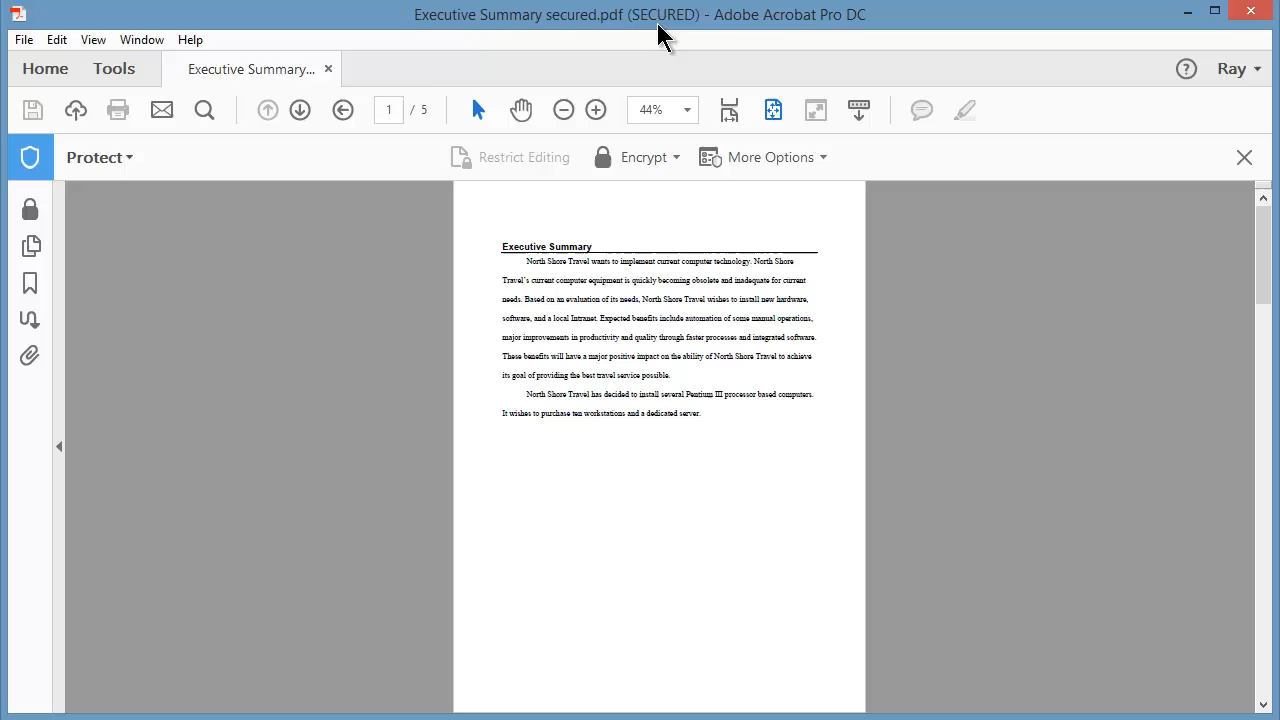 Executive Summary secured.pdf (SECURED) - Adobe Acrobat Pro DC
File Edit View Window Help
Home Tools Executive Summary... × ? Ray
1 / 5 44%
Protect Restrict Editing Encrypt More Options
Executive Summary
North Shore Travel wants to implement current computer technology. North Shore
Travel's current computer equipment is quickly becoming obsolete and inadequate for current
needs. Based on an evaluation of its needs, North Shore Travel wishes to install new hardware,
software, and a local Intranet. Expected benefits include automation of some manual operations,
major improvements in productivity and quality through faster processes and integrated software.
These benefits will have a major positive impact on the ability of North Shore Travel to achieve
its goal of providing the best travel service possible.
North Shore Travel has decided to install several Pentium III processor based computers.
It wishes to purchase ten workstations and a dedicated server.